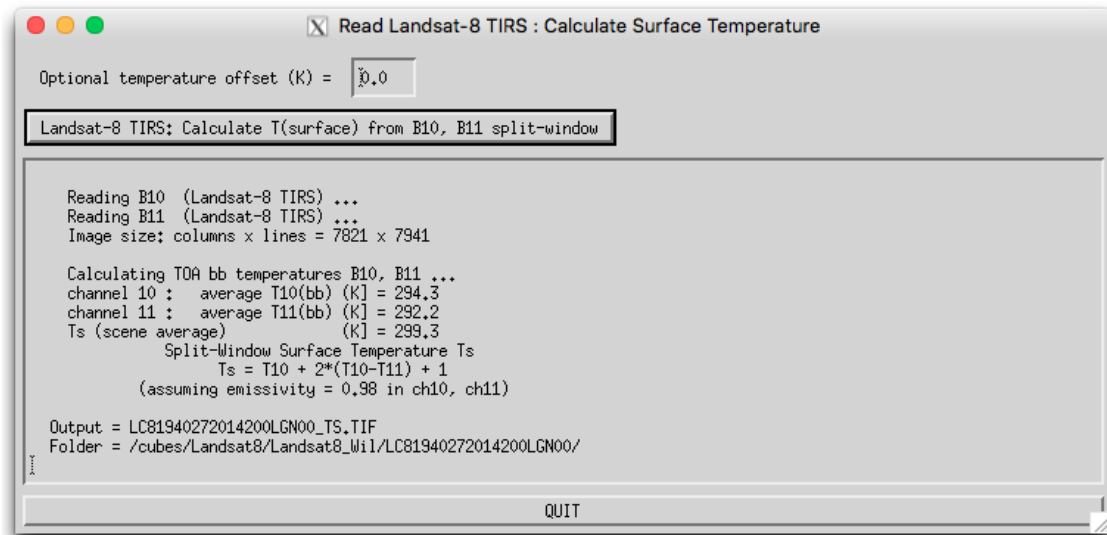 Read Landsat-8 TIRS : Calculate Surface Temperature
Optional temperature offset (K) = 0.0
Landsat-8 TIRS: Calculate T(surface) from B10, B11 split-window
Reading B10 (Landsat-8 TIRS) ...
Reading B11 (Landsat-8 TIRS) ...
Image size: columns x lines = 7821 x 7941
Calculating TOA bb temperatures B10, B11 ...
channel 10 : average T10(bb) (K] = 294.3
channel 11 : average T11(bb) (K] = 292.2
Ts (scene average) (K] = 299.3
Split-Window Surface Temperature Ts
Ts = T10 + 2*(T10-T11) + 1
(assuming emissivity = 0.98 in ch10, ch11)
Output = LC81940272014200LGN00_TS.TIF
Folder = /cubes/Landsat8/Landsat8_Wil/LC81940272014200LGN00/
QUIT